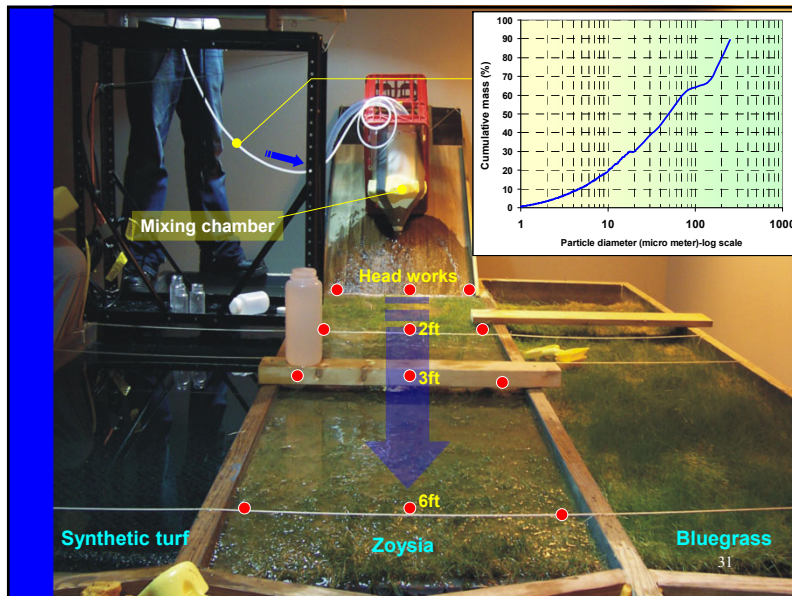 100
90
80
70
60
50
40
30
20
10
0
Cumulative mass (%)
1 10 100 1000
Particle diameter (micro meter)-log scale
Mixing chamber
Head works
2ft
3ft
6ft
Synthetic turf
Zoysia
Bluegrass
31